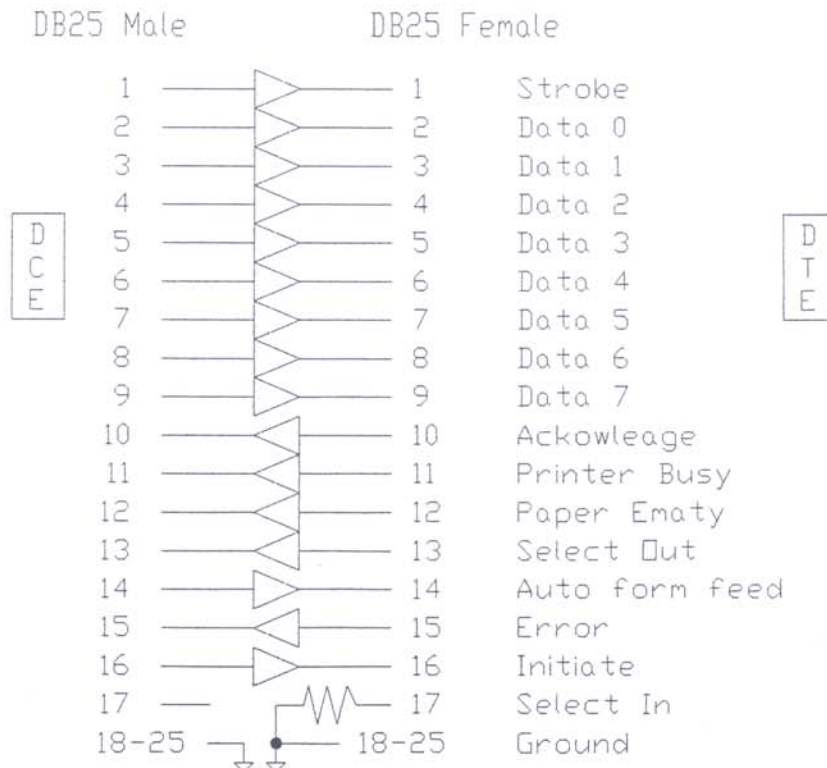 DB25 Male DB25 Female
1 1 Strobe
2 2 Data 0
3 3 Data 1
4 4 Data 2
5 5 Data 3
6 6 Data 4
7 7 Data 5
8 8 Data 6
9 9 Data 7
10 10 Ackowleage
11 11 Printer Busy
12 12 Paper Ematy
13 13 Select Out
14 14 Auto form feed
15 15 Error
16 16 Initiate
17 17 Select In
18-25 18-25 Ground
DCE
DTE